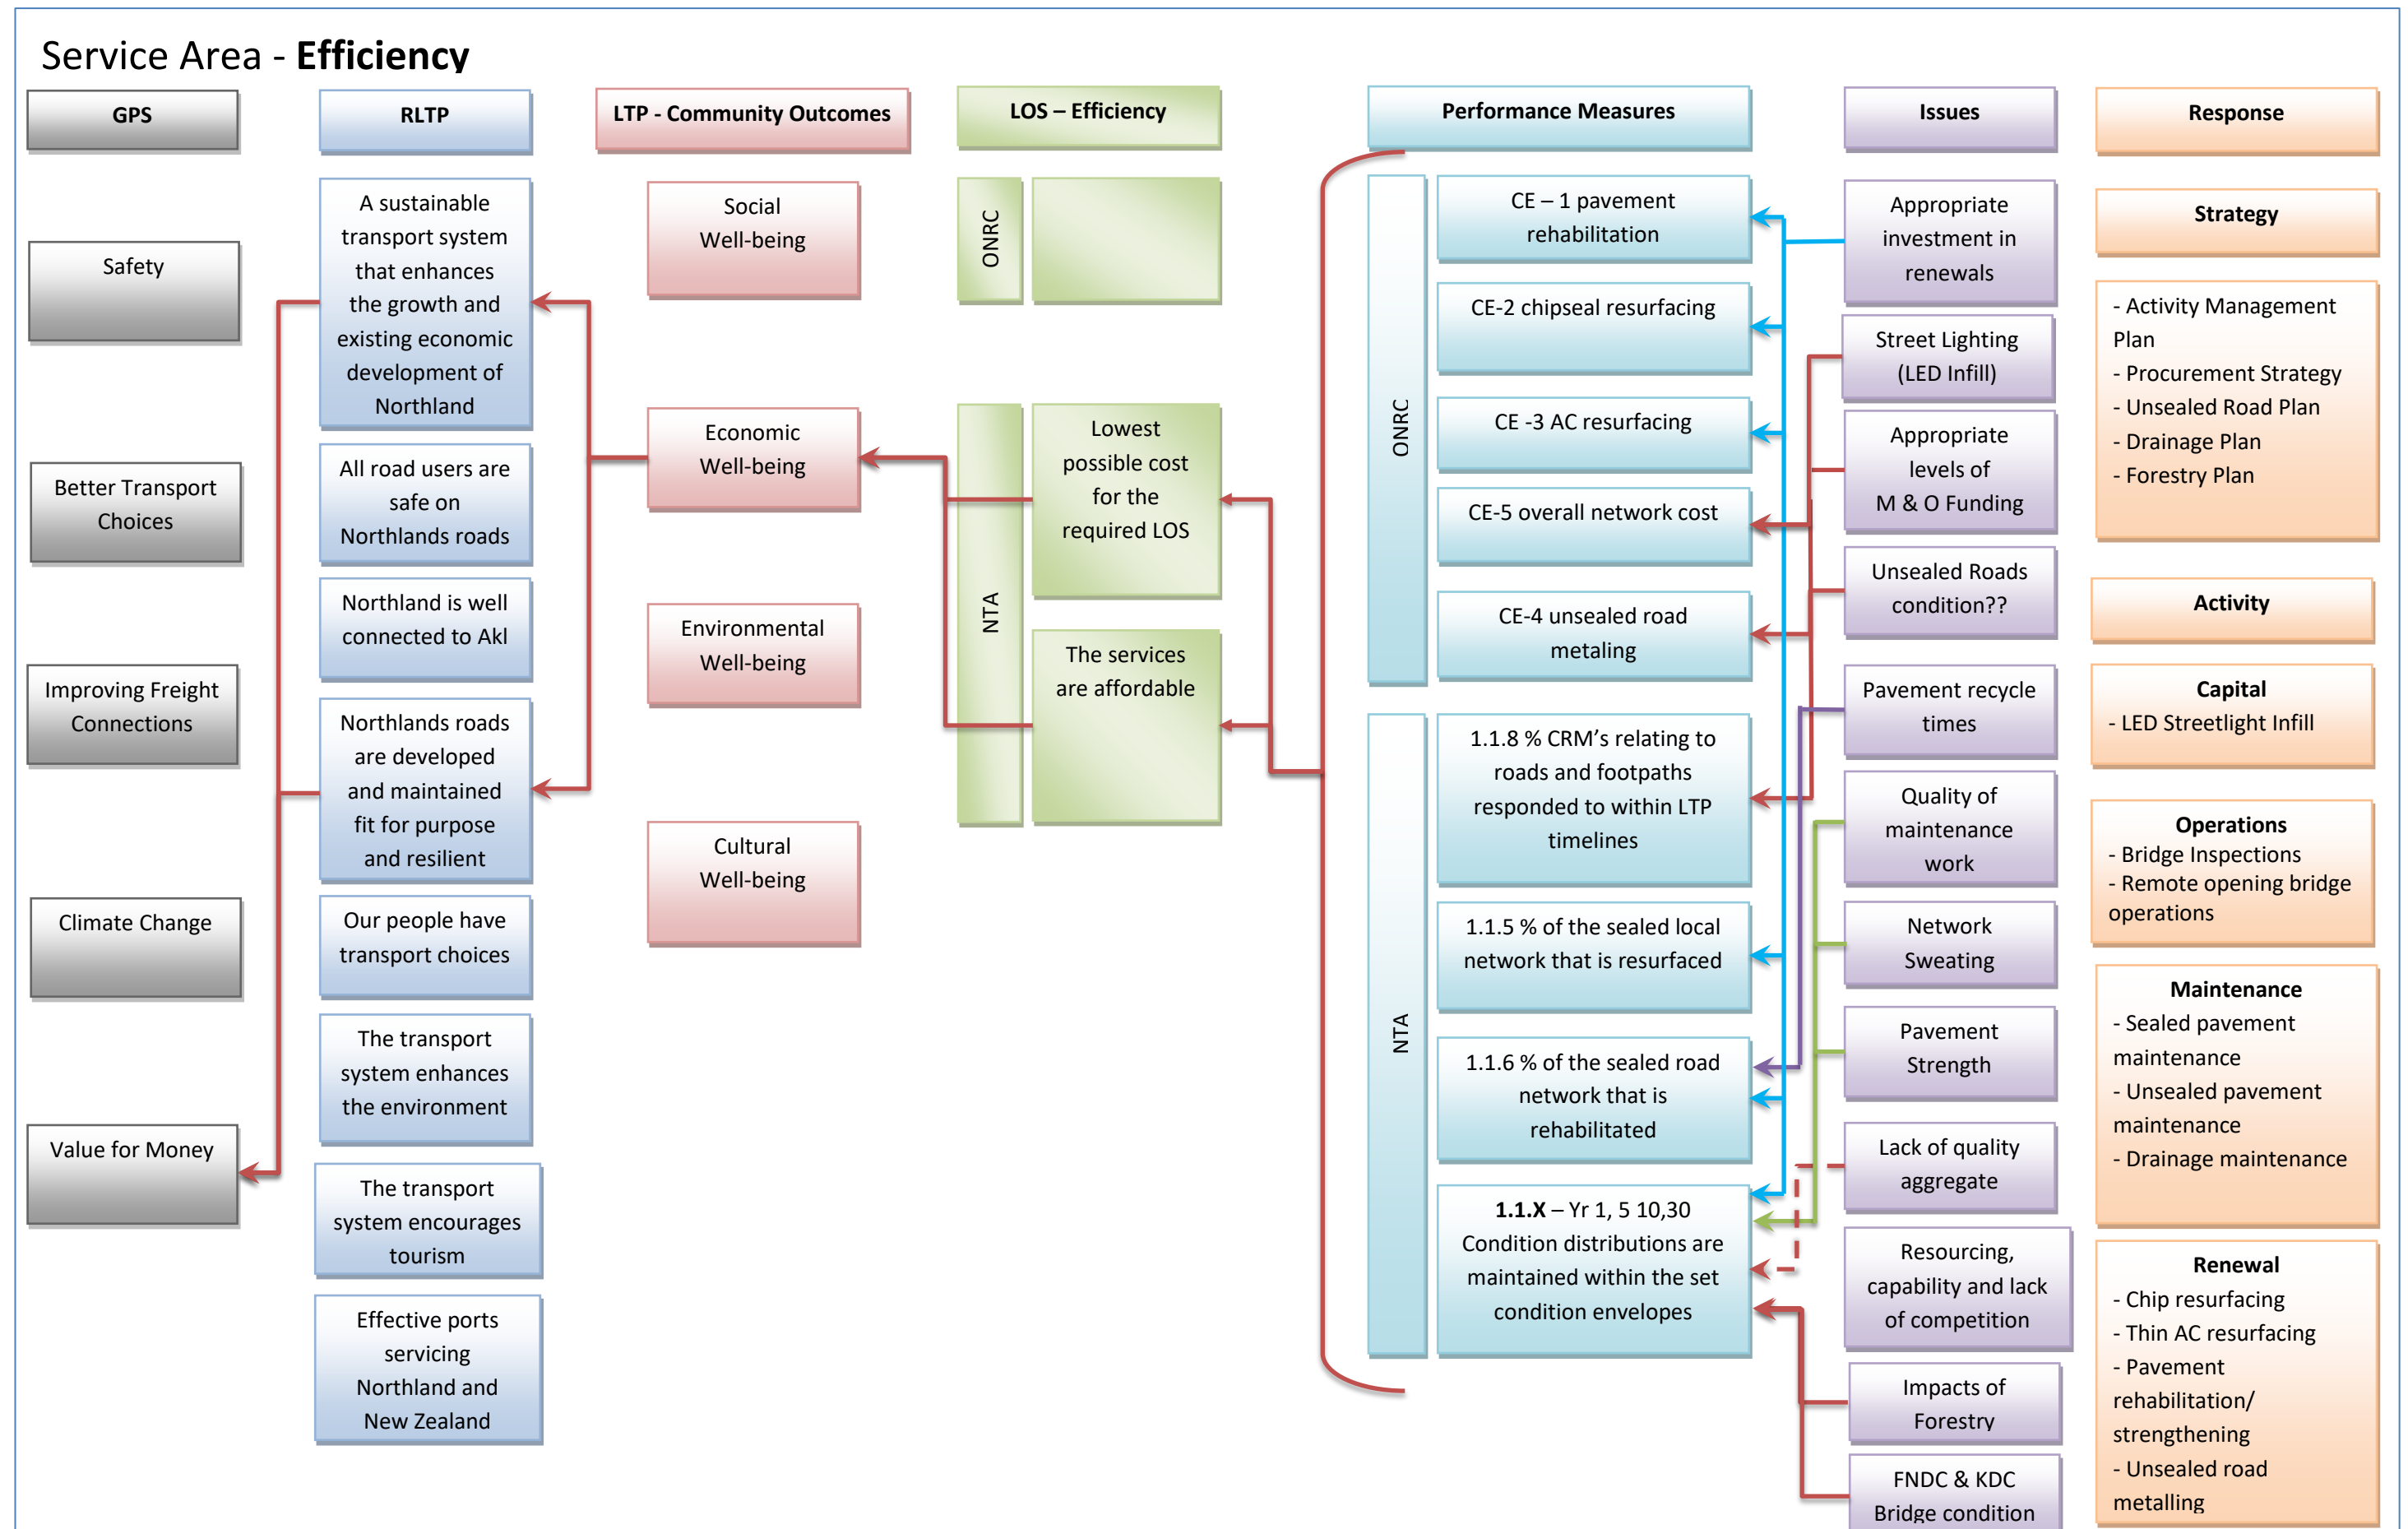 Service Area - Efficiency
GPS
Safety
Better Transport
Choices
Improving Freight
Connections
Climate Change
Value for Money
RLTP
A sustainable
transport system
that enhances
the growth and
existing economic
development of
Northland
All road users are
safe on
Northlands roads
Northland is well
connected to Akl
Northlands roads
are developed
and maintained
fit for purpose
and resilient
Our people have
transport choices
The transport
system enhances
the environment
The transport
system encourages
tourism
Effective ports
servicing
Northland and
New Zealand
LTP - Community Outcomes
Social
Well-being
Economic
Well-being
Environmental
Well-being
Cultural
Well-being
LOS – Efficiency
ONRC
NTA
Lowest
possible cost
for the
required LOS
The services
are affordable
Performance Measures
ONRC
CE – 1 pavement
rehabilitation
CE-2 chipseal resurfacing
CE -3 AC resurfacing
CE-5 overall network cost
CE-4 unsealed road
metaling
NTA
1.1.8 % CRM’s relating to
roads and footpaths
responded to within LTP
timelines
1.1.5 % of the sealed local
network that is resurfaced
1.1.6 % of the sealed road
network that is
rehabilitated
1.1.X – Yr 1, 5 10,30
Condition distributions are
maintained within the set
condition envelopes
Issues
Appropriate
investment in
renewals
Street Lighting
(LED Infill)
Appropriate
levels of
M & O Funding
Unsealed Roads
condition??
Pavement recycle
times
Quality of
maintenance
work
Network
Sweating
Pavement
Strength
Lack of quality
aggregate
Resourcing,
capability and lack
of competition
Impacts of
Forestry
FNDC & KDC
Bridge condition
Response
Strategy
- Activity Management
Plan
- Procurement Strategy
- Unsealed Road Plan
- Drainage Plan
- Forestry Plan
Activity
Capital
- LED Streetlight Infill
Operations
- Bridge Inspections
- Remote opening bridge
operations
Maintenance
- Sealed pavement
maintenance
- Unsealed pavement
maintenance
- Drainage maintenance
Renewal
- Chip resurfacing
- Thin AC resurfacing
- Pavement
rehabilitation/
strengthening
- Unsealed road
metalling